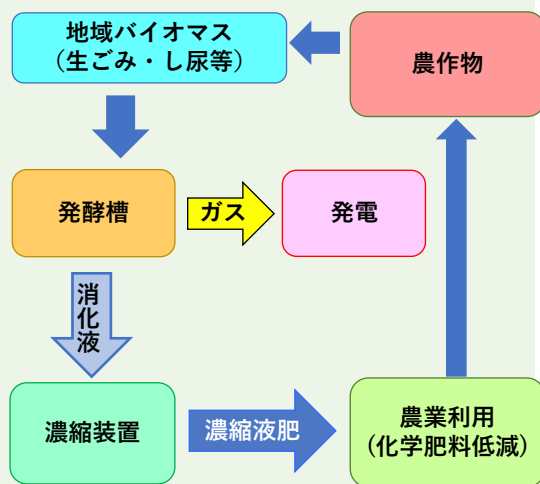 地域バイオマス
（生ごみ・し尿等）
農作物
発酵槽
ガス
発電
消化液
濃縮装置
濃縮液肥
農業利用
(化学肥料低減)